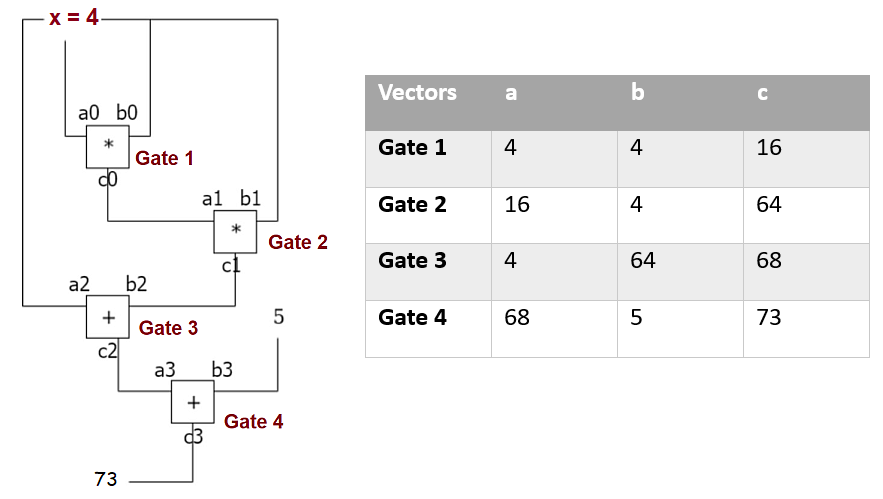 x = 4
a0 b0
*
Gate 1
c0
a1 b1
*
Gate 2
c1
a2 b2
+
Gate 3
5
c2
a3 b3
+
Gate 4
c3
73
Vectors a b c
Gate 1 4 4 16
Gate 2 16 4 64
Gate 3 4 64 68
Gate 4 68 5 73